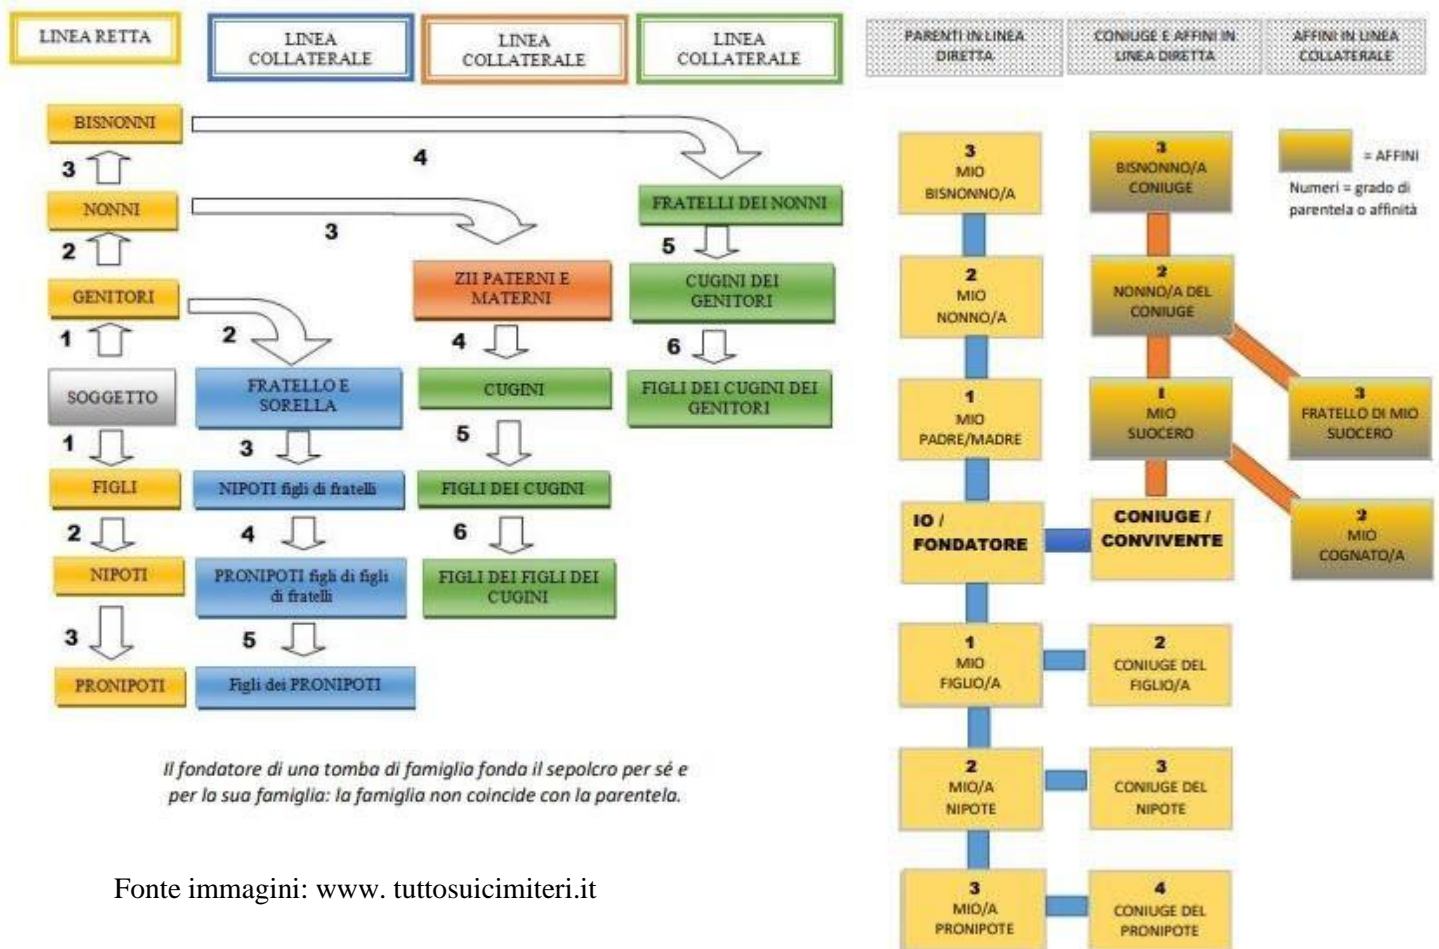 LINEA RETTA
LINEA
COLLATERALE
LINEA
COLLATERALE
LINEA
COLLATERALE
BISNONNI
3
4
NONNI
2
3
GENITORI
1
2
SOGGETTO
1
FIGLI
2
NIPOTI
3
PRONIPOTI
FRATELLO E
SORELLA
3
NIPOTI figli di fratelli
4
PRONIPOTI figli di figli
di fratelli
5
Figli dei PRONIPOTI
ZII PATERNI E
MATERNI
4
CUGINI
5
FIGLI DEI CUGINI
6
FIGLI DEI FIGLI DEI
CUGINI
FRATELLI DEI NONNI
5
CUGINI DEI
GENITORI
6
FIGLI DEI CUGINI DEI
GENITORI
Il fondatore di una tomba di famiglia fonda il sepolcro per sé e
per la sua famiglia: la famiglia non coincide con la parentela.
Fonte immagini: www. tuttosuicimiteri.it
PARENTI IN LINEA
DIRETTA
CONIUGE E AFFINI IN
LINEA DIRETTA
AFFINI IN LINEA
COLLATERALE
3
MIO
BISNONNO/A
3
BISNONNO/A
CONIUGE
= AFFINI
Numeri = grado di
parentela o affinità
2
MIO
NONNO/A
2
NONNO/A DEL
CONIUGE
1
MIO
PADRE/MADRE
1
MIO
SUOCERO
3
FRATELLO DI MIO
SUOCERO
IO /
FONDATORE
CONIUGE /
CONVIVENTE
2
MIO
COGNATO/A
1
MIO
FIGLIO/A
2
CONIUGE DEL
FIGLIO/A
2
MIO/A
NIPOTE
3
CONIUGE DEL
NIPOTE
3
MIO/A
PRONIPOTE
4
CONIUGE DEL
PRONIPOTE